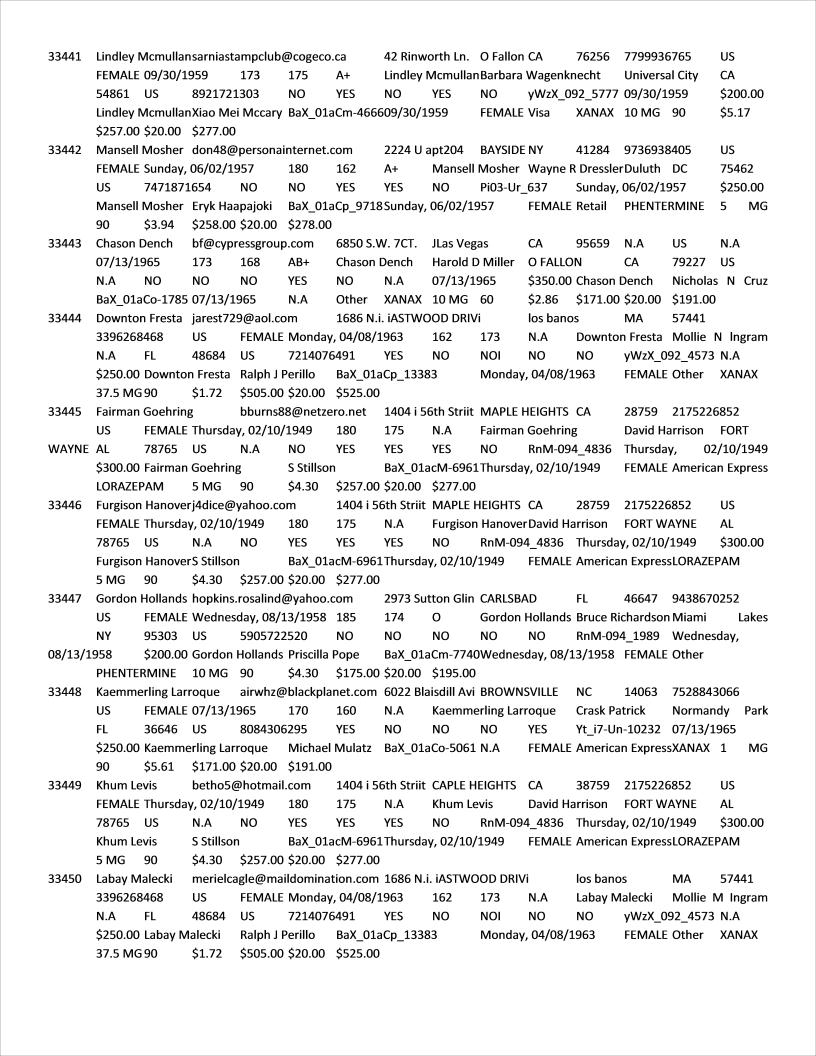 33441 Lindley Mcmullansarniastampclub@cogeco.ca 42 Rinworth Ln. O Fallon CA 76256 7799936765 US
FEMALE 09/30/1959 173 175 A+ Lindley McmullanBarbara Wagenknecht Universal City CA
54861 US 8921721303 NO YES NO YES NO yWzX_092_5777 09/30/1959 $200.00
Lindley McmullanXiao Mei Mccary BaX_01aCm-46609/30/1959 FEMALE Visa XANAX 10 MG 90 $5.17
$257.00 $20.00 $277.00
33442 Mansell Mosher don48@personainternet.com 2224 U apt204 BAYSIDE NY 41284 9736938405 US
FEMALE Sunday, 06/02/1957 180 162 A+ Mansell Mosher Wayne R DresslerDuluth DC 75462
US 7471871654 NO NO YES YES NO Pi03-Ur_637 Sunday, 06/02/1957 $250.00
Mansell Mosher Eryk Haapajoki BaX_01aCp_9718Sunday, 06/02/1957 FEMALE Retail PHENTERMINE 5 MG
90 $3.94 $258.00 $20.00 $278.00
33443 Chason Dench bf@cypressgroup.com 6850 S.W. 7CT. JLas Vegas CA 95659 N.A US N.A
07/13/1965 173 168 AB+ Chason Dench Harold D Miller O FALLON CA 79227 US
N.A NO NO NO YES NO N.A 07/13/1965 $350.00 Chason Dench Nicholas N Cruz
BaX_01aCo-1785 07/13/1965 N.A Other XANAX 10 MG 60 $2.86 $171.00 $20.00 $191.00
33444 Downton Fresta jarest729@aol.com 1686 N.i. iASTWOOD DRIVi los banos MA 57441
3396268468 US FEMALE Monday, 04/08/1963 162 173 N.A Downton Fresta Mollie N Ingram
N.A FL 48684 US 7214076491 YES NO NOI NO NO yWzX_092_4573 N.A
$250.00 Downton Fresta Ralph J Perillo BaX_01aCp_13383 Monday, 04/08/1963 FEMALE Other XANAX
37.5 MG 90 $1.72 $505.00 $20.00 $525.00
33445 Fairman Goehring bburns88@netzero.net 1404 i 56th Striit MAPLE HEIGHTS CA 28759 2175226852
US FEMALE Thursday, 02/10/1949 180 175 N.A Fairman Goehring David Harrison FORT
WAYNE AL 78765 US N.A NO YES YES YES NO RnM-094_4836 Thursday, 02/10/1949
$300.00 Fairman Goehring S Stillson BaX_01acM-6961Thursday, 02/10/1949 FEMALE American Express
LORAZEPAM 5 MG 90 $4.30 $257.00 $20.00 $277.00
33446 Furgison Hanoverj4dice@yahoo.com 1404 i 56th Striit MAPLE HEIGHTS CA 28759 2175226852 US
FEMALE Thursday, 02/10/1949 180 175 N.A Furgison HanoverDavid Harrison FORT WAYNE AL
78765 US N.A NO YES YES YES NO RnM-094_4836 Thursday, 02/10/1949 $300.00
Furgison HanoverS Stillson BaX_01acM-6961Thursday, 02/10/1949 FEMALE American ExpressLORAZEPAM
5 MG 90 $4.30 $257.00 $20.00 $277.00
33447 Gordon Hollands hopkins.rosalind@yahoo.com 2973 Sutton Glin CARLSBAD FL 46647 9438670252
US FEMALE Wednesday, 08/13/1958 185 174 O Gordon Hollands Bruce Richardson Miami Lakes
NY 95303 US 5905722520 NO NO NO NO NO RnM-094_1989 Wednesday,
08/13/1958 $200.00 Gordon Hollands Priscilla Pope BaX_01aCm-7740Wednesday, 08/13/1958 FEMALE Other
PHENTERMINE 10 MG 90 $4.30 $175.00 $20.00 $195.00
33448 Kaemmerling Larroque airwhz@blackplanet.com 6022 Blaisdill Avi BROWNSVILLE NC 14063 7528843066
US FEMALE 07/13/1965 170 160 N.A Kaemmerling Larroque Crask Patrick Normandy Park
FL 36646 US 8084306295 YES NO NO NO YES Yt_i7-Un-10232 07/13/1965
$250.00 Kaemmerling Larroque Michael Mulatz BaX_01aCo-5061 N.A FEMALE American ExpressXANAX 1 MG
90 $5.61 $171.00 $20.00 $191.00
33449 Khum Levis betho5@hotmail.com 1404 i 56th Striit CAPLE HEIGHTS CA 38759 2175226852 US
FEMALE Thursday, 02/10/1949 180 175 N.A Khum Levis David Harrison FORT WAYNE AL
78765 US N.A NO YES YES YES NO RnM-094_4836 Thursday, 02/10/1949 $300.00
Khum Levis S Stillson BaX_01acM-6961Thursday, 02/10/1949 FEMALE American ExpressLORAZEPAM
5 MG 90 $4.30 $257.00 $20.00 $277.00
33450 Labay Malecki merielcagle@maildomination.com 1686 N.i. iASTWOOD DRIVi los banos MA 57441
3396268468 US FEMALE Monday, 04/08/1963 162 173 N.A Labay Malecki Mollie M Ingram
N.A FL 48684 US 7214076491 YES NO NOI NO NO yWzX_092_4573 N.A
$250.00 Labay Malecki Ralph J Perillo BaX_01aCp_13383 Monday, 04/08/1963 FEMALE Other XANAX
37.5 MG 90 $1.72 $505.00 $20.00 $525.00